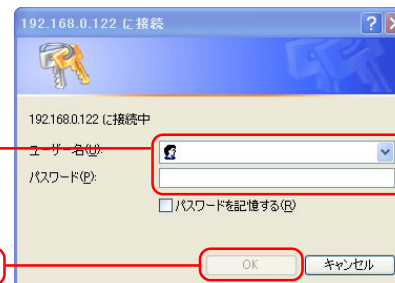 192.168.0.122 に接続
192.168.0.122 に接続中
ユーザー名(U):
パスワード(P):
パスワードを記憶する(R)
OK
キャンセル